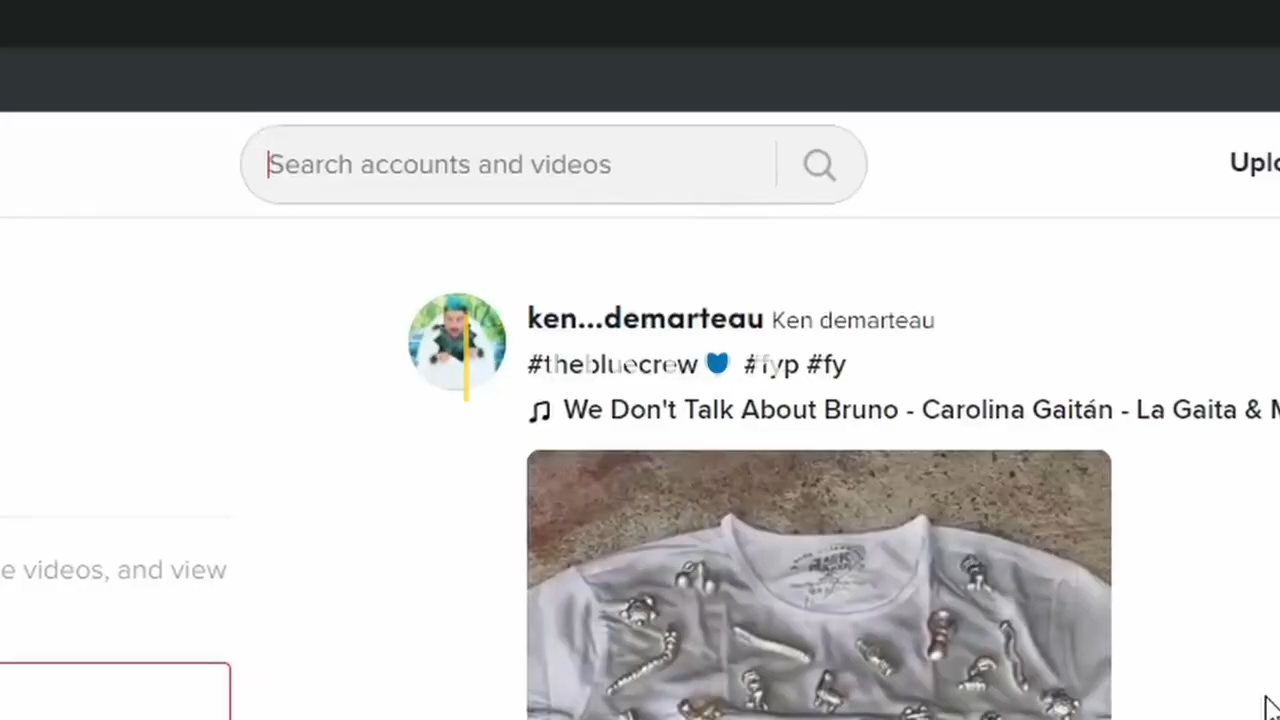 Search accounts and videos
Uplo
ken...demarteau Ken demarteau
#thebluecrew 💙 #fyp #fy
We Don't Talk About Bruno - Carolina Gaitán - La Gaita & M
e videos, and view